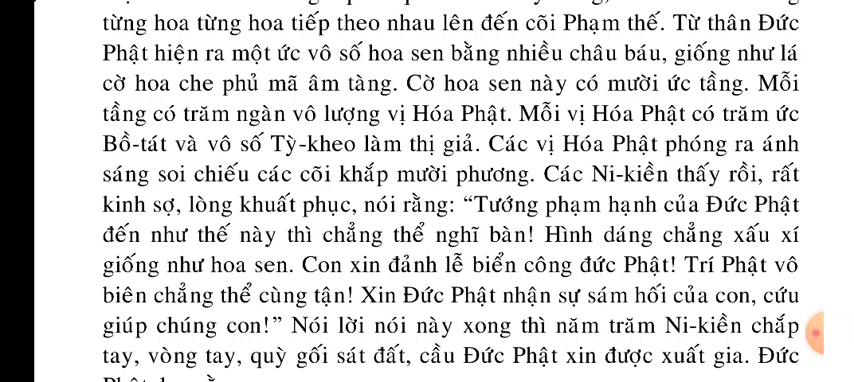 từng hoa từng hoa tiếp theo nhau lên đến cõi Phạm thế. Từ thân Đức
Phật hiện ra một ức vô số hoa sen bằng nhiều châu báu, giống như lá
cờ hoa che phủ mã âm tàng. Cờ hoa sen này có mười ức tầng. Mỗi
tầng có trăm ngàn vô lượng vị Hóa Phật. Mỗi vị Hóa Phật có trăm ức
Bồ-tát và vô số Tỳ-kheo làm thị giả. Các vị Hóa Phật phóng ra ánh
sáng soi chiếu các cõi khắp mười phương. Các Ni-kiền thấy rồi, rất
kinh sợ, lòng khuất phục, nói rằng: “Tướng phạm hạnh của Đức Phật
đến như thế này thì chẳng thể nghĩ bàn! Hình dáng chẳng xấu xí
giống như hoa sen. Con xin đảnh lễ biển công đức Phật! Trí Phật vô
biên chẳng thể cùng tận! Xin Đức Phật nhận sự sám hối của con, cứu
giúp chúng con!” Nói lời nói này xong thì năm trăm Ni-kiền chắp
tay, vòng tay, quỳ gối sát đất, cầu Đức Phật xin được xuất gia. Đức